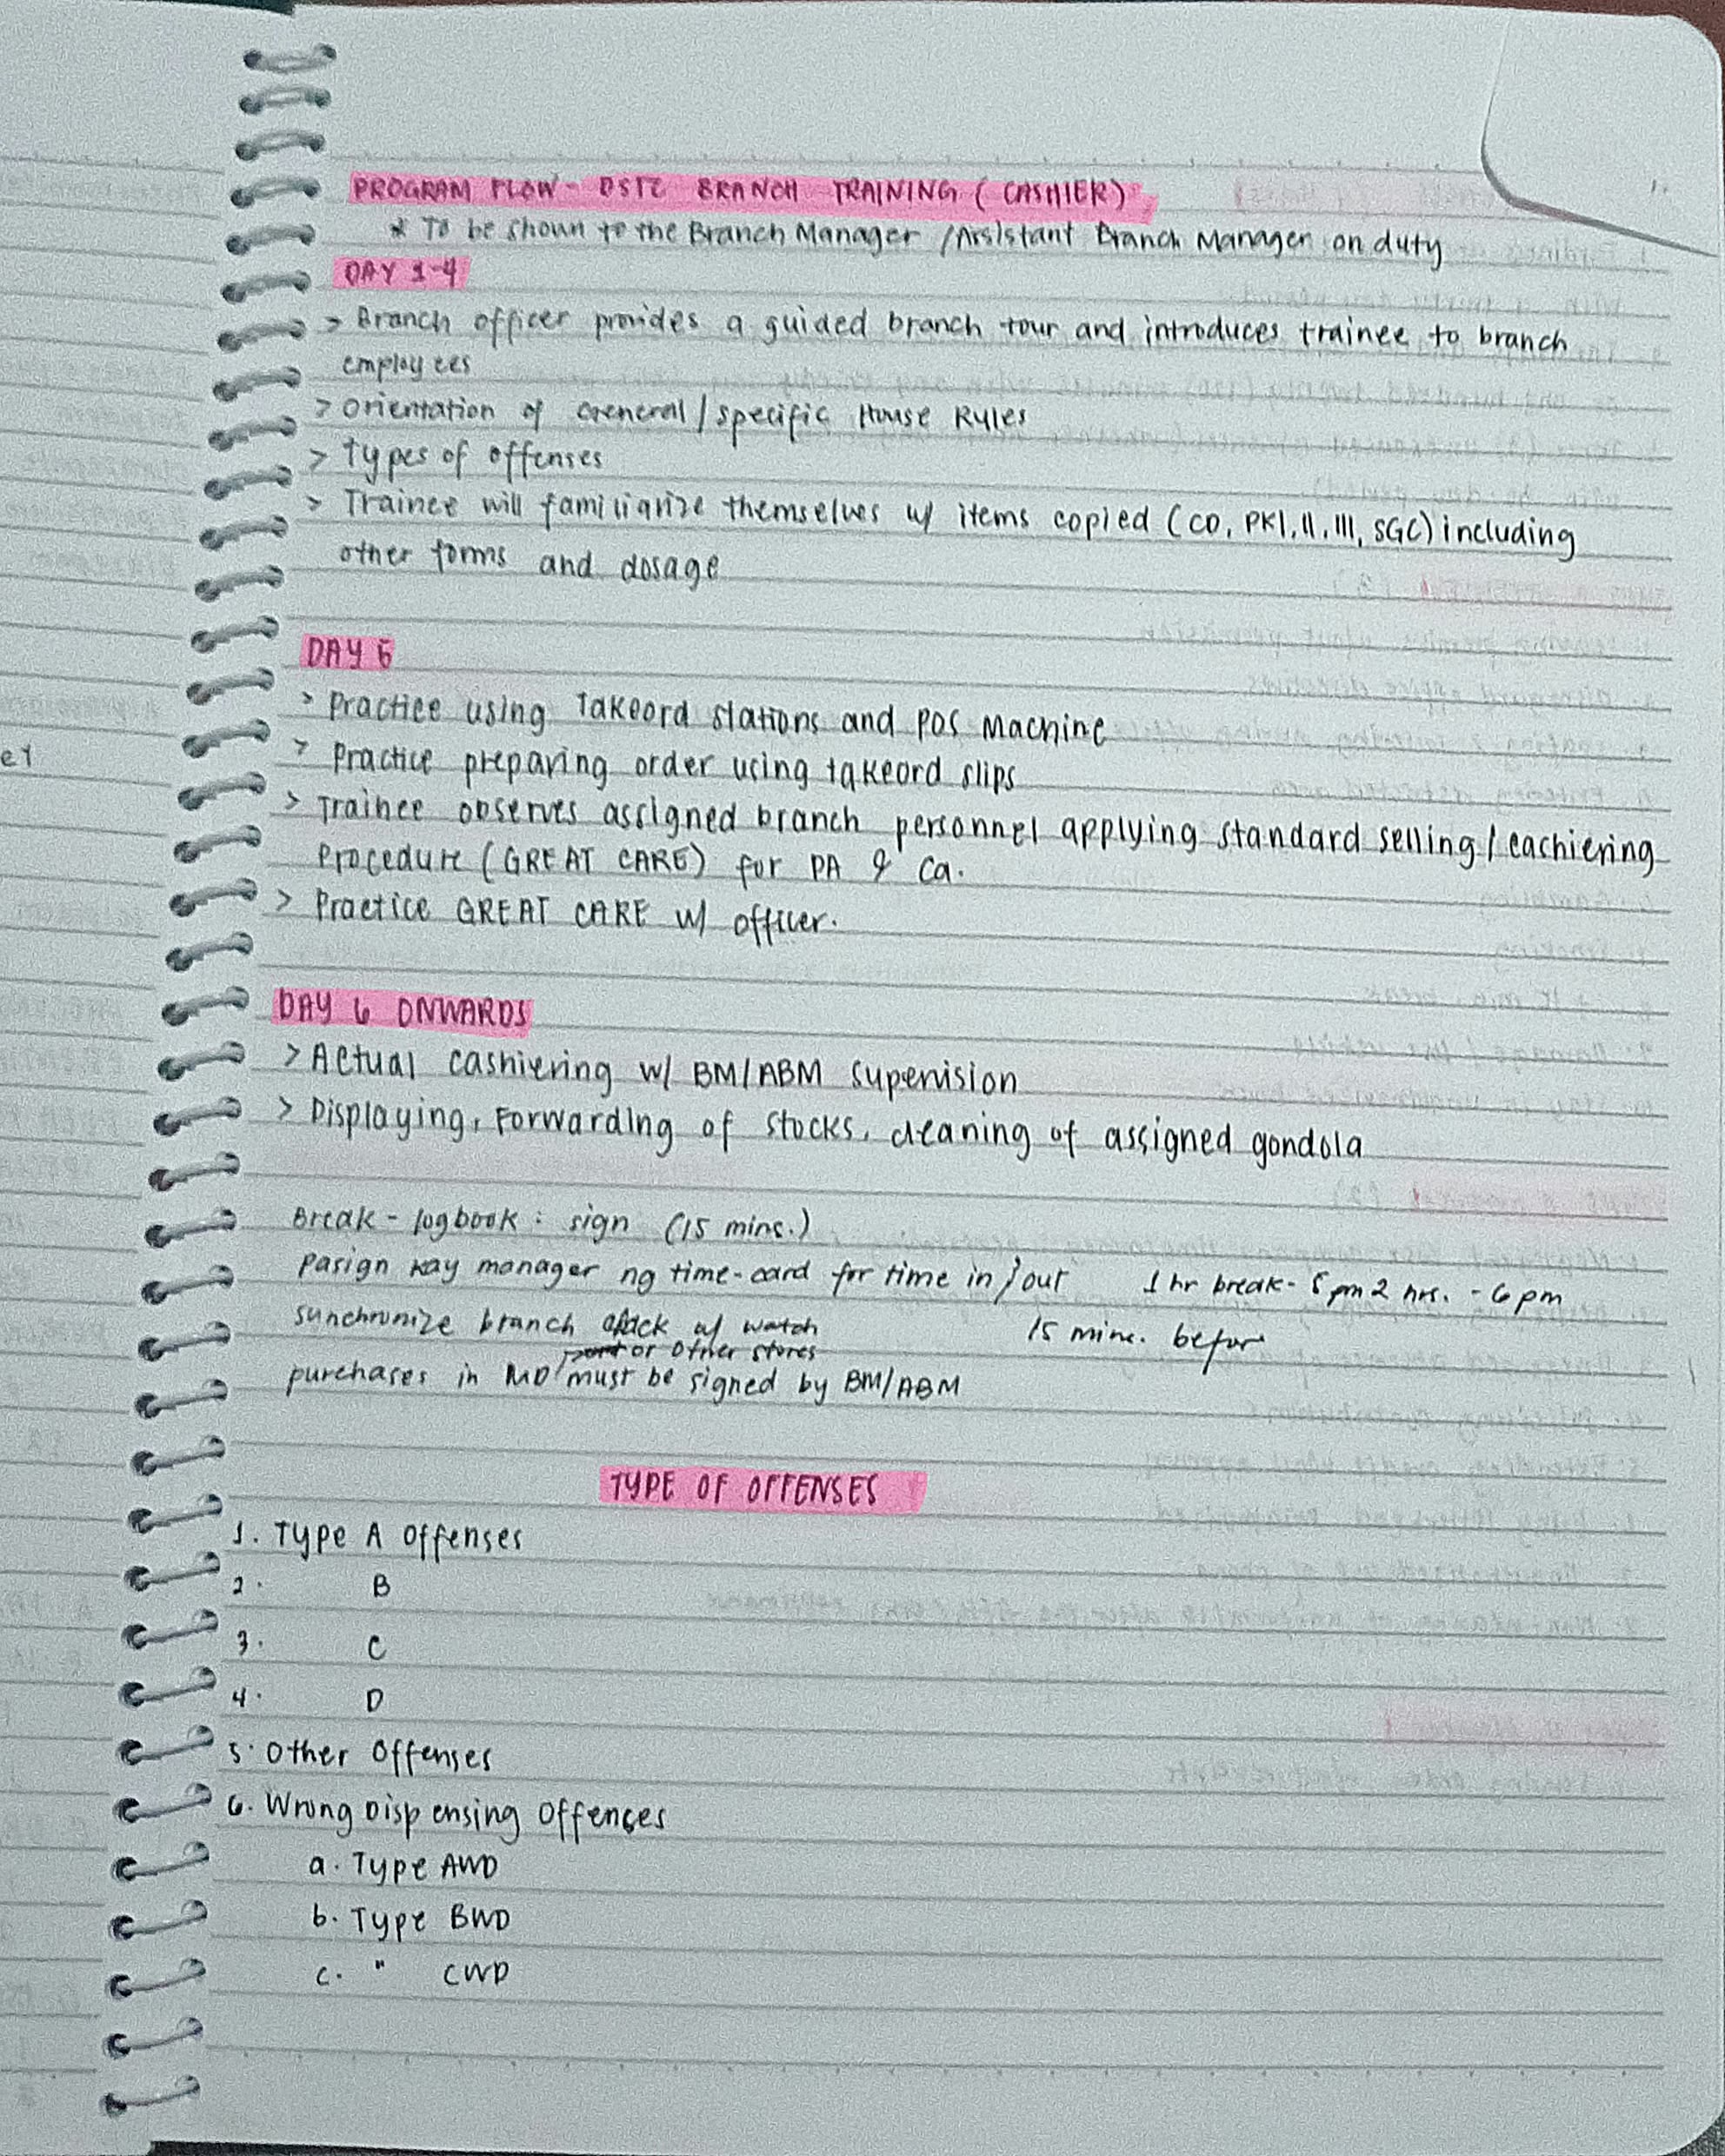 PROGRAM FLOW - DSTC BRANCH TRAINING (CASHIER)
* To be shown to the Branch Manager /Assistant Branch Manager on duty
DAY 1-4
> Branch officer provides a guided branch tour and introduces trainee to branch
employees
> Orientation of General/specific House Rules
> Types of offenses
> Trainee will familiarize themselves w/ items copied (CD, PKI, II, III, SGC) including
other forms and dosage
DAY 5
> Practice using Takeord stations and POS Machine
> Practice preparing order using takeord slips
> Trainee observes assigned branch personnel applying standard selling/cachiering
Procedure (GREAT CARE) for PA & Ca.
> Practice GREAT CARE w/ officer.
DAY 6 ONWARDS
> Actual cashiering w/ BM/ABM supervision
> Displaying, Forwarding of stocks, cleaning of assigned gondola
Break - logbook : sign (15 mins.)
Pasign kay manager ng time-card for time in / out 1 hr break - 5 pm 2 hrs. - 6 pm
sunchronize branch clock w/ watch 15 mins. befor
or other stores
purchases in MD must be signed by BM/ABM
TYPE OF OFFENSES
1. Type A Offenses
2. B
3. C
4. D
5. Other Offenses
6. Wrong Dispensing Offences
a. Type AWD
b. Type BWD
c. " CWD
et